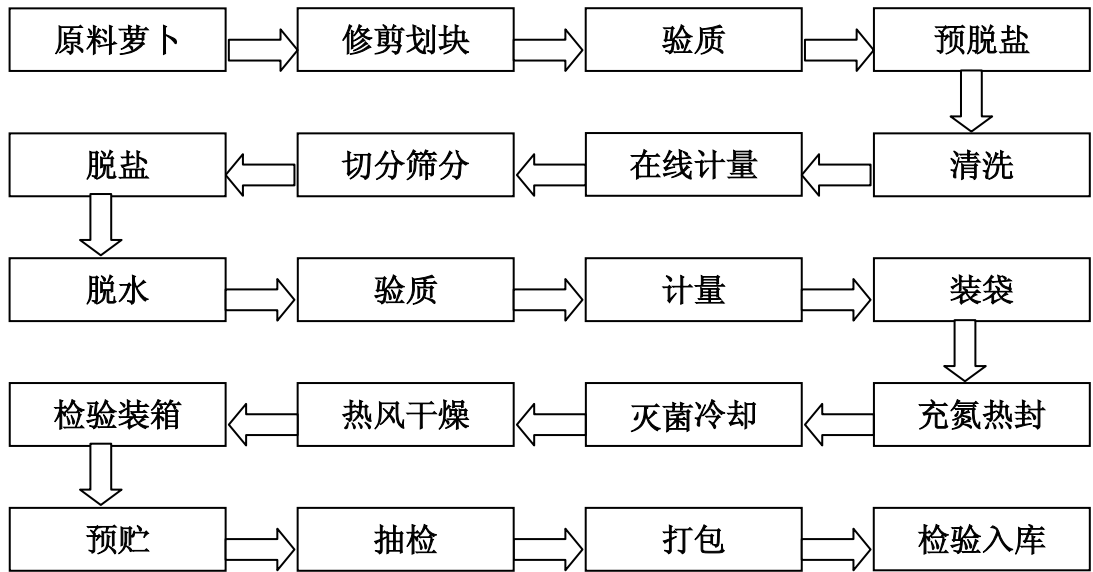 原料萝卜 修剪划块 验质 预脱盐
脱盐 切分筛分 在线计量 清洗
脱水 验质 计量 装袋
检验装箱 热风干燥 灭菌冷却 充氮热封
预贮 抽检 打包 检验入库